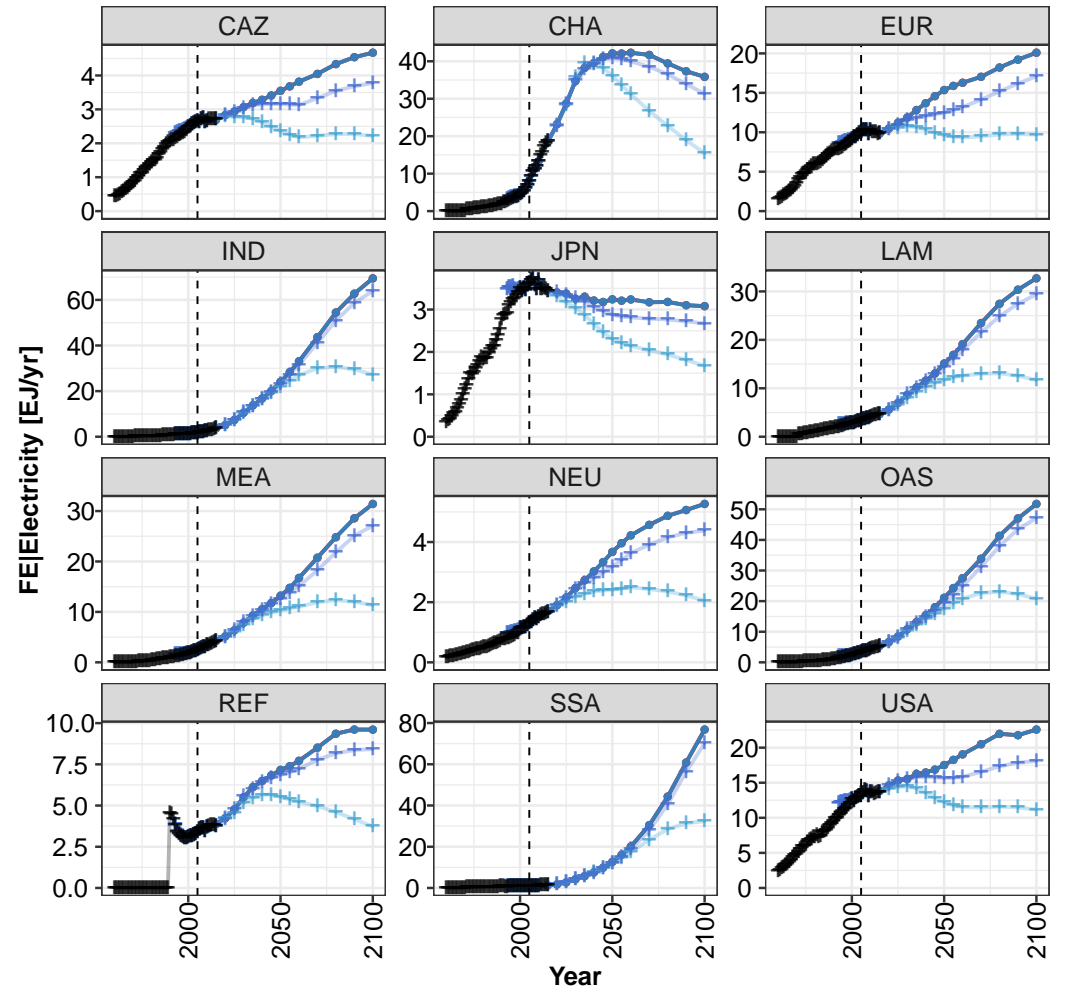 CAZ CHA EUR
4 3 2 1 0
40 30 20 10 0
20 15 10 5 0
IND JPN LAM
60 40 20 0
3 2 1 0
30 20 10 0
MEA NEU OAS
30 20 10 0
4 2 0
50 40 30 20 10 0
REF SSA USA
10.0 7.5 5.0 2.5 0.0
80 60 40 20 0
20 15 10 5 0
2000 2050 2100 2000 2050 2100 2000 2050 2100
Year
FE|Electricity [EJ/yr]